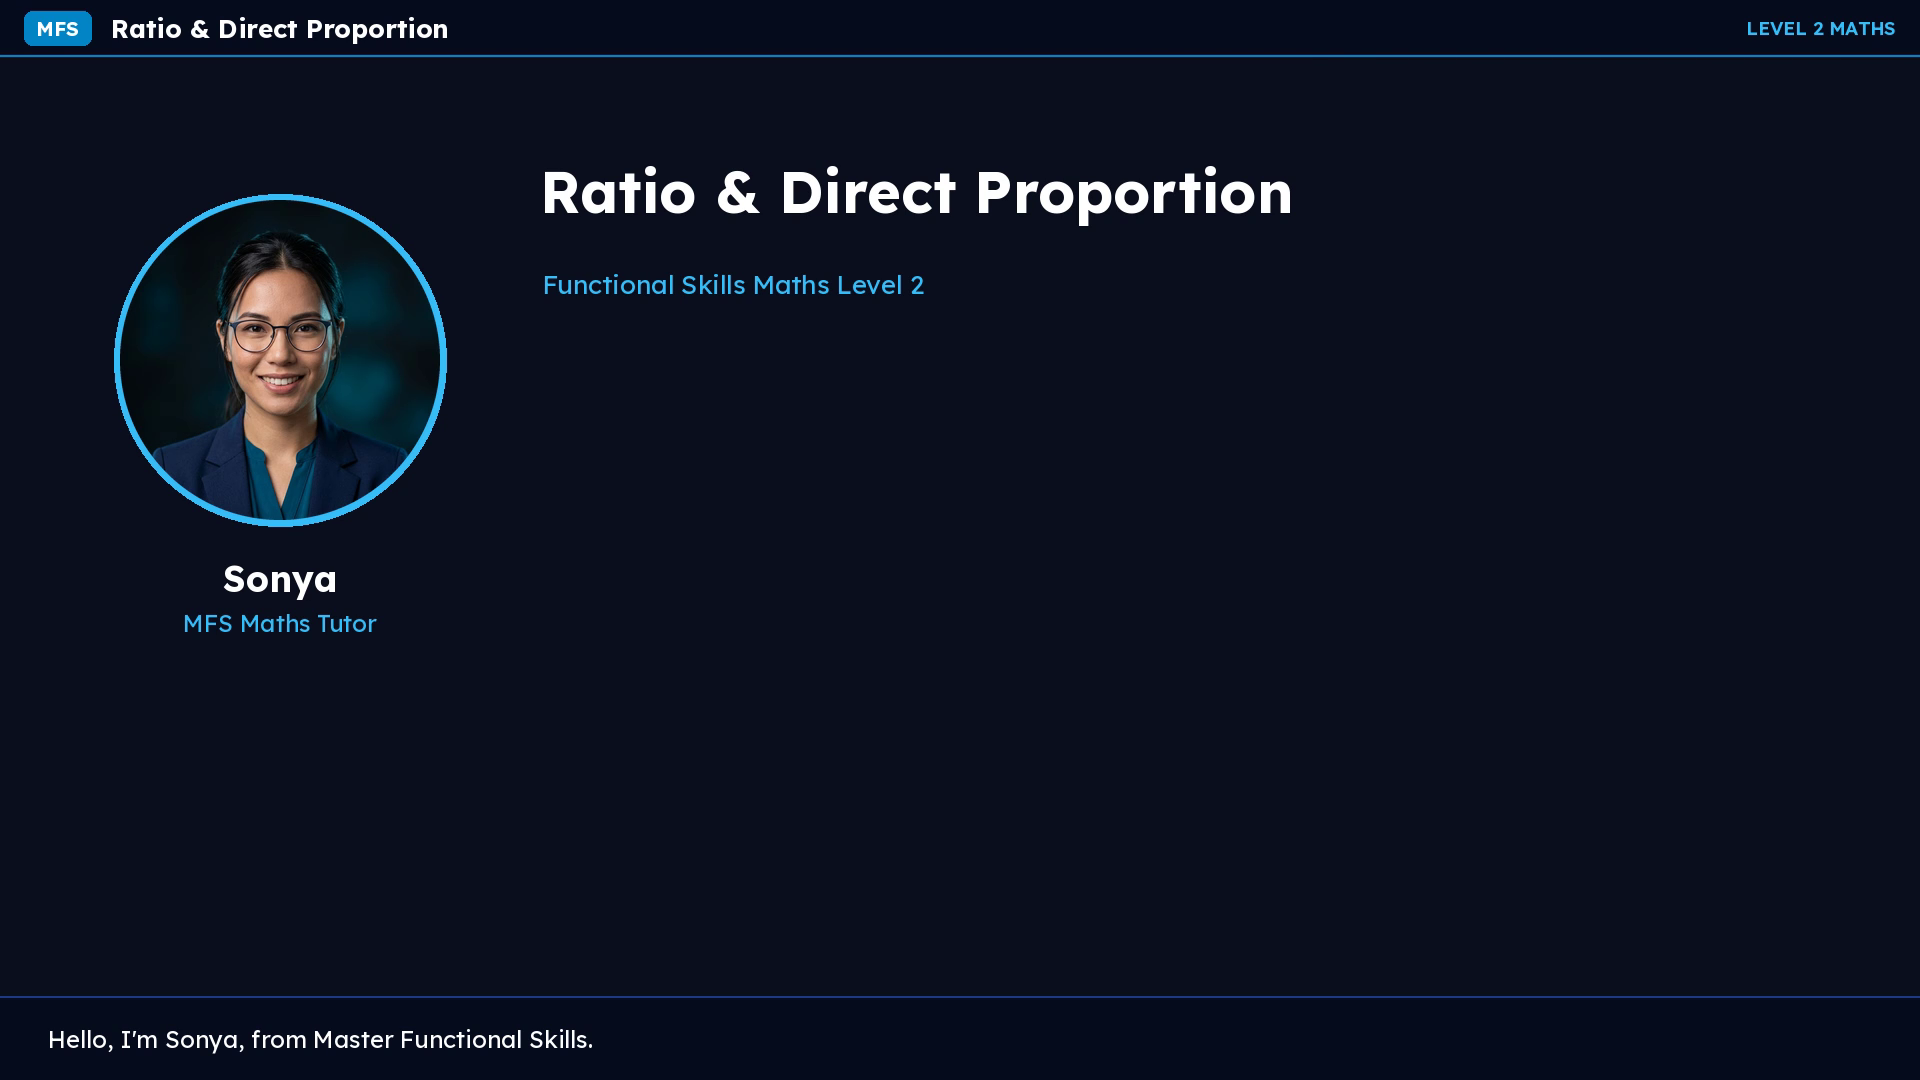 MFS Ratio & Direct Proportion LEVEL 2 MATHS
Ratio & Direct Proportion
Functional Skills Maths Level 2
Sonya
MFS Maths Tutor
Hello, I'm Sonya, from Master Functional Skills.